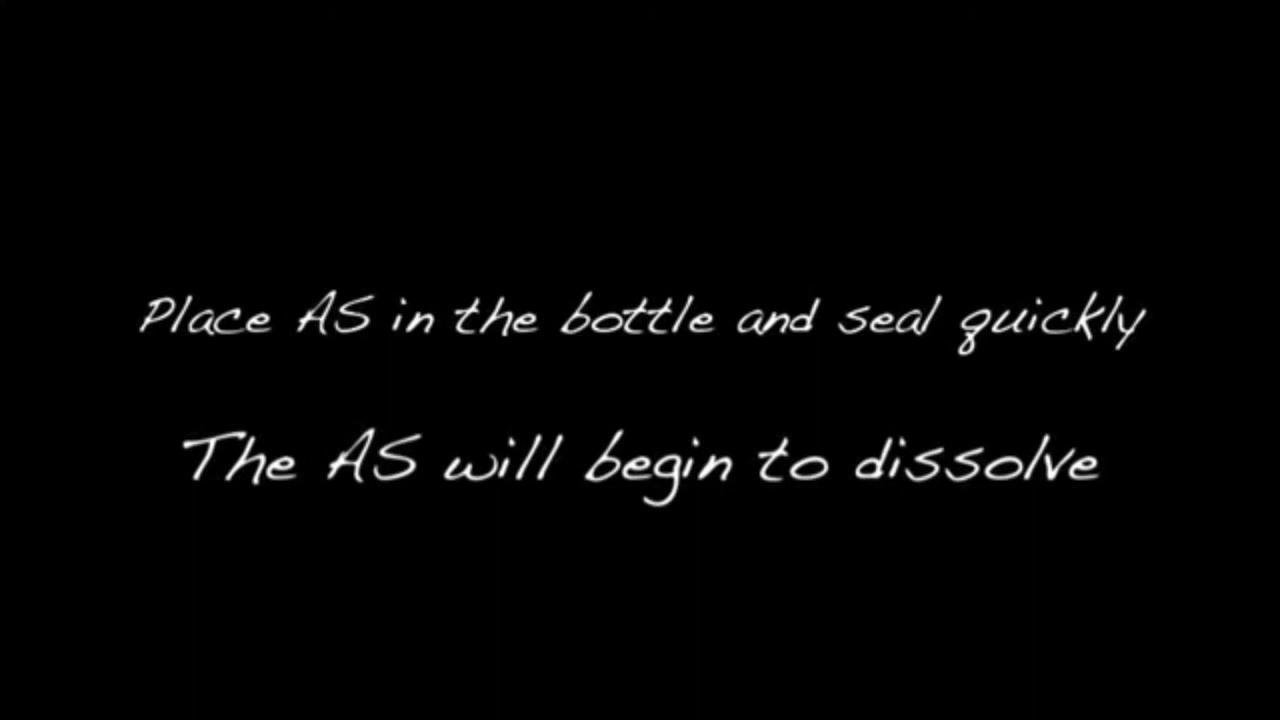 Place AS in the bottle and seal quickly
The AS will begin to dissolve